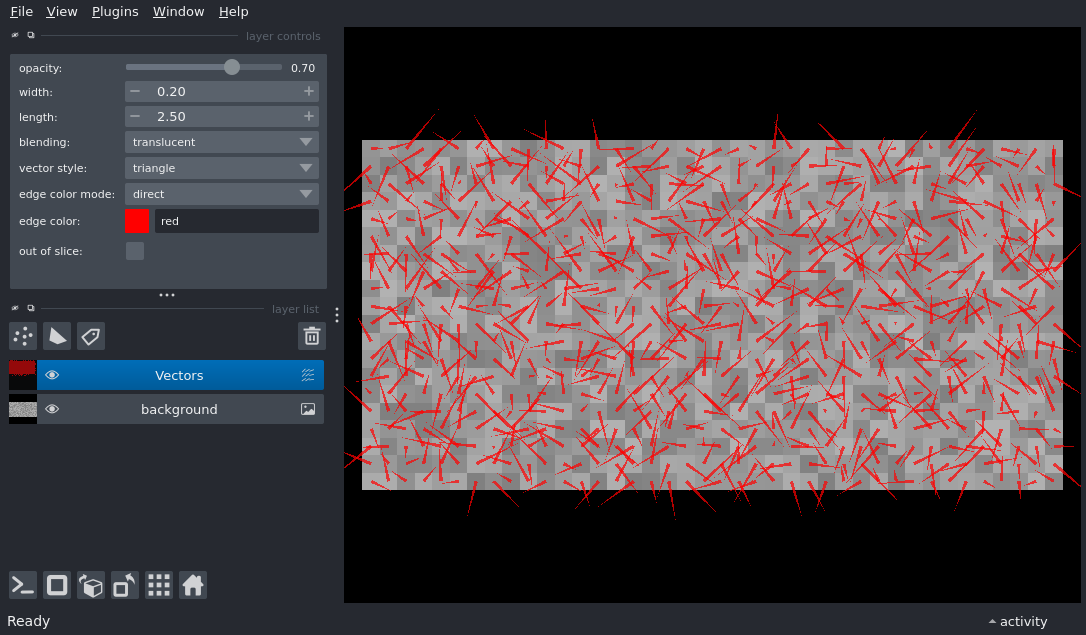 File View Plugins Window Help
layer controls
opacity: 0.70
width: − 0.20 +
length: − 2.50 +
blending: translucent
vector style: triangle
edge color mode: direct
edge color: red
out of slice:
layer list
Vectors
background
Ready
activity